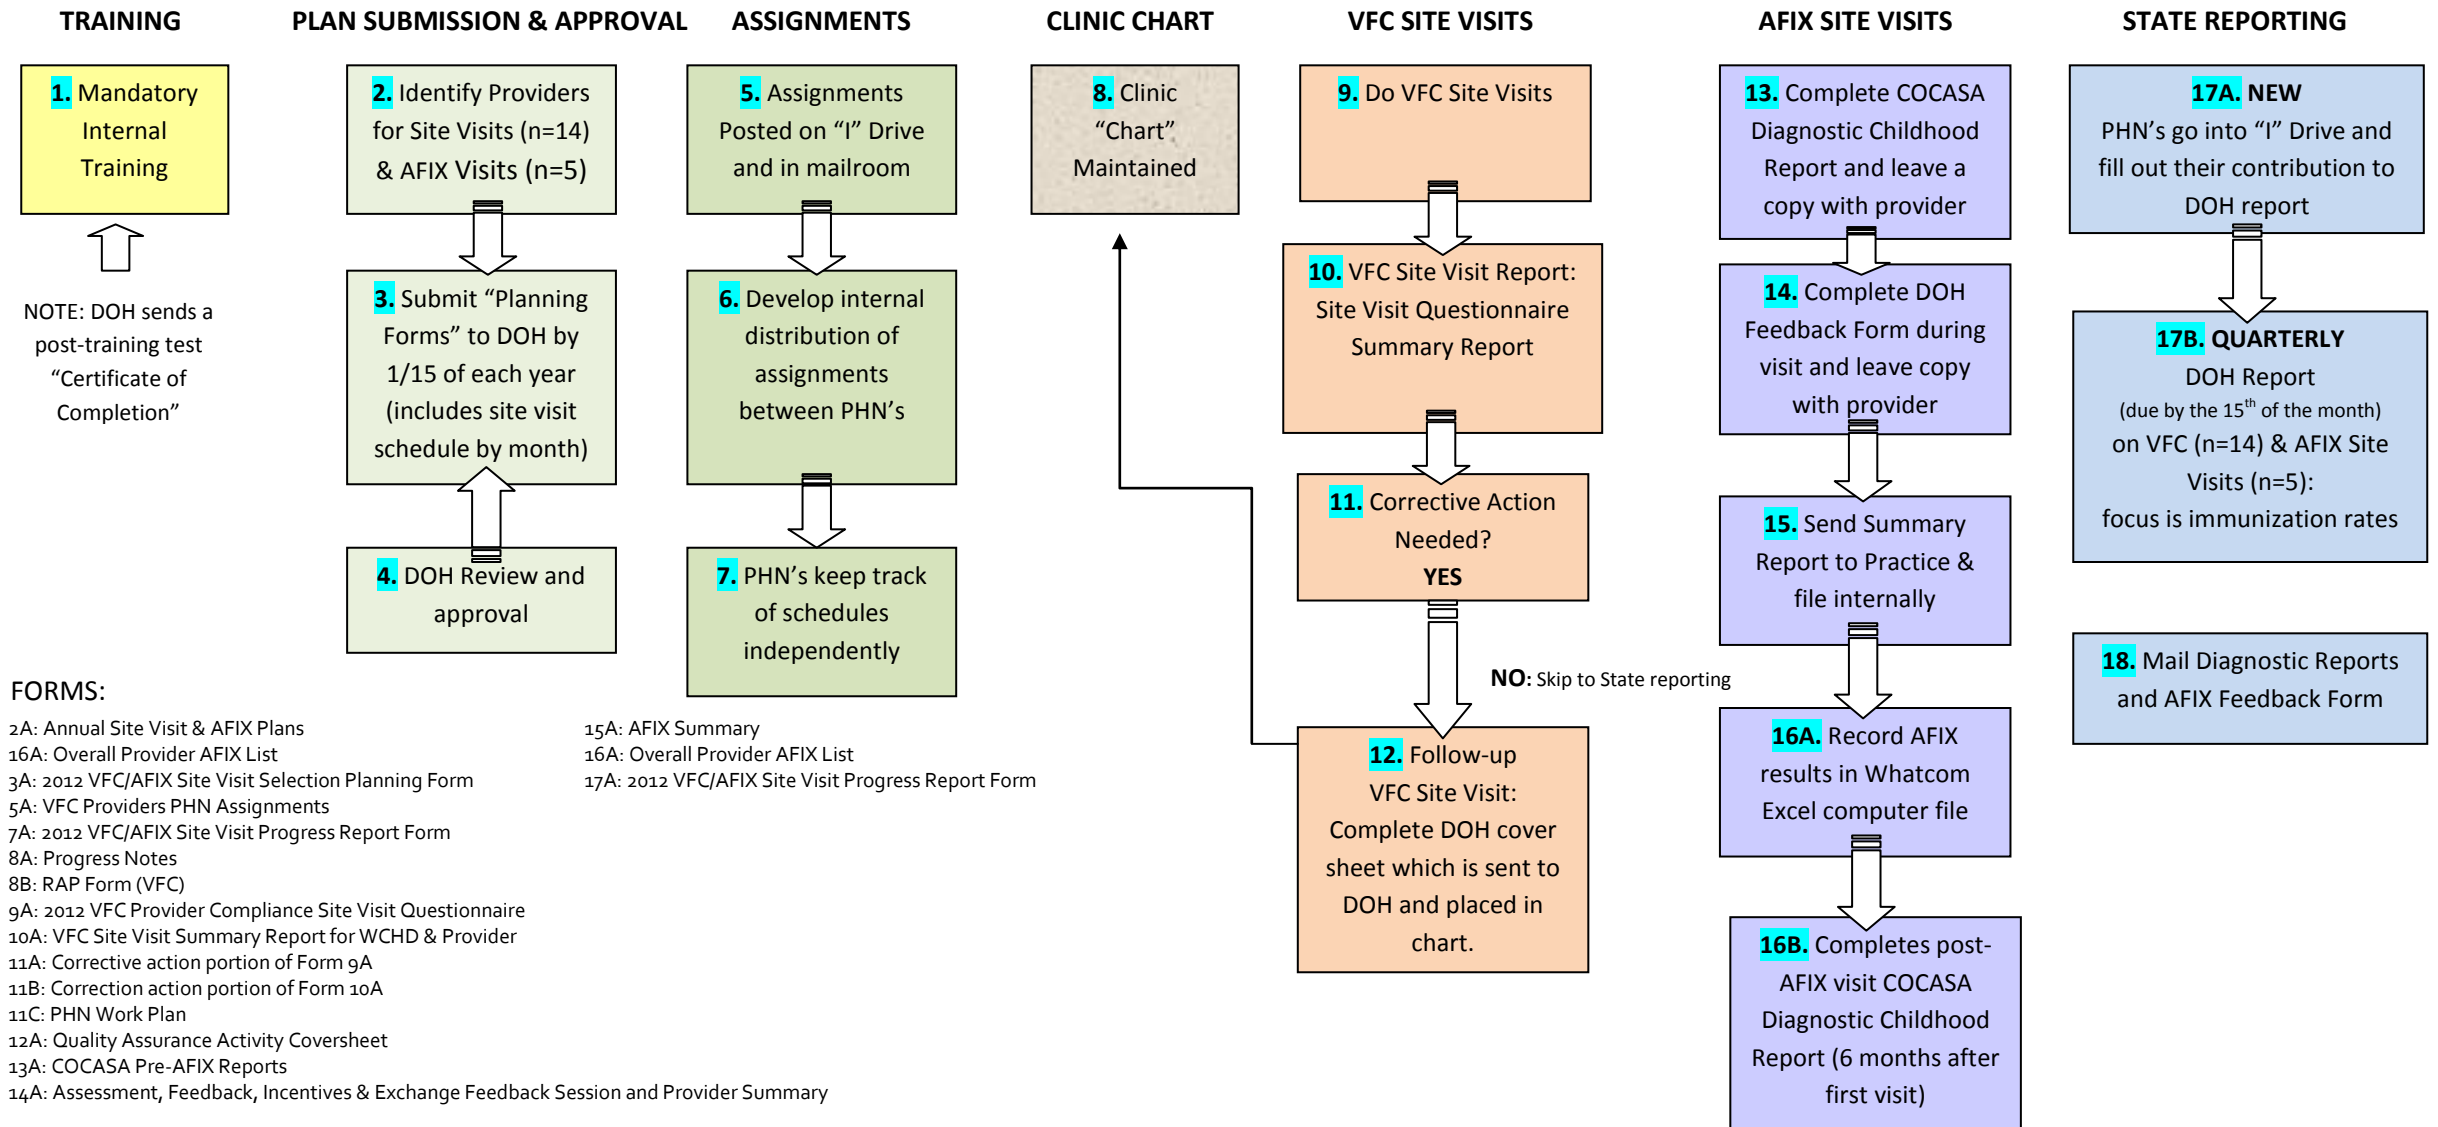 TRAINING
1. Mandatory
Internal
Training
NOTE: DOH sends a
post-training test
“Certificate of
Completion”
PLAN SUBMISSION & APPROVAL
2. Identify Providers
for Site Visits (n=14)
& AFIX Visits (n=5)
3. Submit “Planning
Forms” to DOH by
1/15 of each year
(includes site visit
schedule by month)
4. DOH Review and
approval
ASSIGNMENTS
5. Assignments
Posted on “I” Drive
and in mailroom
6. Develop internal
distribution of
assignments
between PHN’s
7. PHN’s keep track
of schedules
independently
CLINIC CHART
8. Clinic
“Chart”
Maintained
VFC SITE VISITS
9. Do VFC Site Visits
10. VFC Site Visit Report:
Site Visit Questionnaire
Summary Report
11. Corrective Action
Needed?
YES
NO: Skip to State reporting
12. Follow-up
VFC Site Visit:
Complete DOH cover
sheet which is sent to
DOH and placed in
chart.
AFIX SITE VISITS
13. Complete COCASA
Diagnostic Childhood
Report and leave a
copy with provider
14. Complete DOH
Feedback Form during
visit and leave copy
with provider
15. Send Summary
Report to Practice &
file internally
16A. Record AFIX
results in Whatcom
Excel computer file
16B. Completes post-
AFIX visit COCASA
Diagnostic Childhood
Report (6 months after
first visit)
STATE REPORTING
17A. NEW
PHN’s go into “I” Drive and
fill out their contribution to
DOH report
17B. QUARTERLY
DOH Report
(due by the 15th of the month)
on VFC (n=14) & AFIX Site
Visits (n=5):
focus is immunization rates
18. Mail Diagnostic Reports
and AFIX Feedback Form
FORMS:
2A: Annual Site Visit & AFIX Plans
16A: Overall Provider AFIX List
3A: 2012 VFC/AFIX Site Visit Selection Planning Form
5A: VFC Providers PHN Assignments
7A: 2012 VFC/AFIX Site Visit Progress Report Form
8A: Progress Notes
8B: RAP Form (VFC)
9A: 2012 VFC Provider Compliance Site Visit Questionnaire
10A: VFC Site Visit Summary Report for WCHD & Provider
11A: Corrective action portion of Form 9A
11B: Correction action portion of Form 10A
11C: PHN Work Plan
12A: Quality Assurance Activity Coversheet
13A: COCASA Pre-AFIX Reports
14A: Assessment, Feedback, Incentives & Exchange Feedback Session and Provider Summary
15A: AFIX Summary
16A: Overall Provider AFIX List
17A: 2012 VFC/AFIX Site Visit Progress Report Form